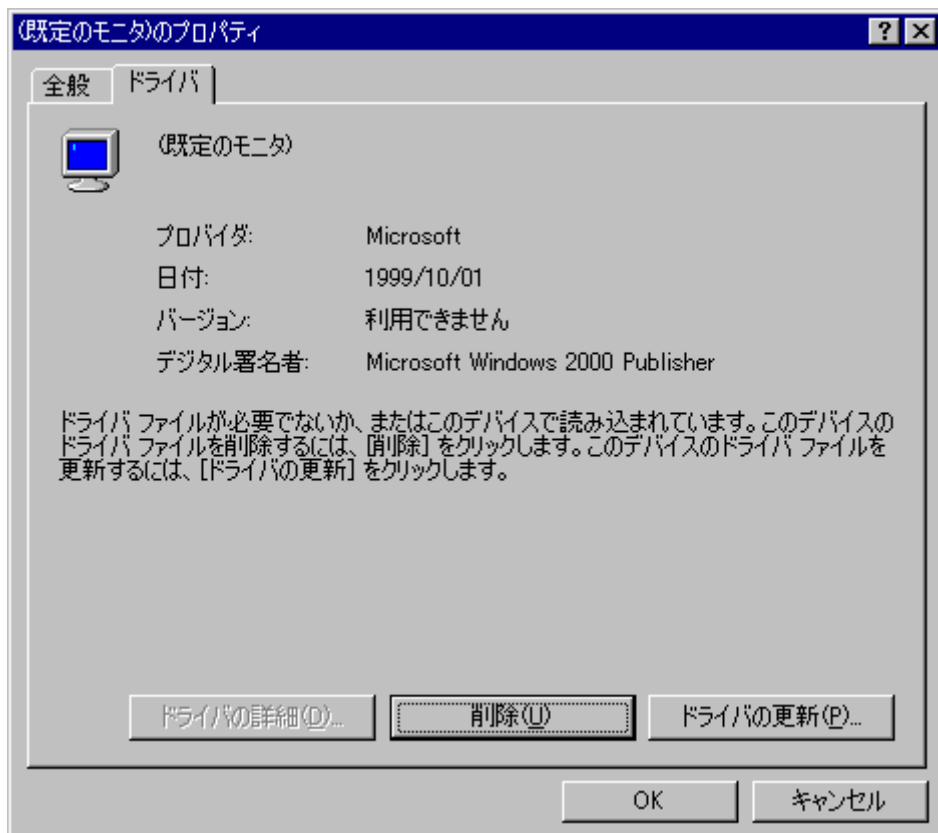 (既定のモニタ)のプロパティ
全般 ドライバ
(既定のモニタ)
プロバイダ: Microsoft
日付: 1999/10/01
バージョン: 利用できません
デジタル署名者: Microsoft Windows 2000 Publisher
ドライバ ファイルが必要でないか、またはこのデバイスで読み込まれています。このデバイスの
ドライバ ファイルを削除するには、[削除] をクリックします。このデバイスのドライバ ファイルを
更新するには、[ドライバの更新] をクリックします。
ドライバの詳細(D)... 削除(U) ドライバの更新(P)...
OK キャンセル